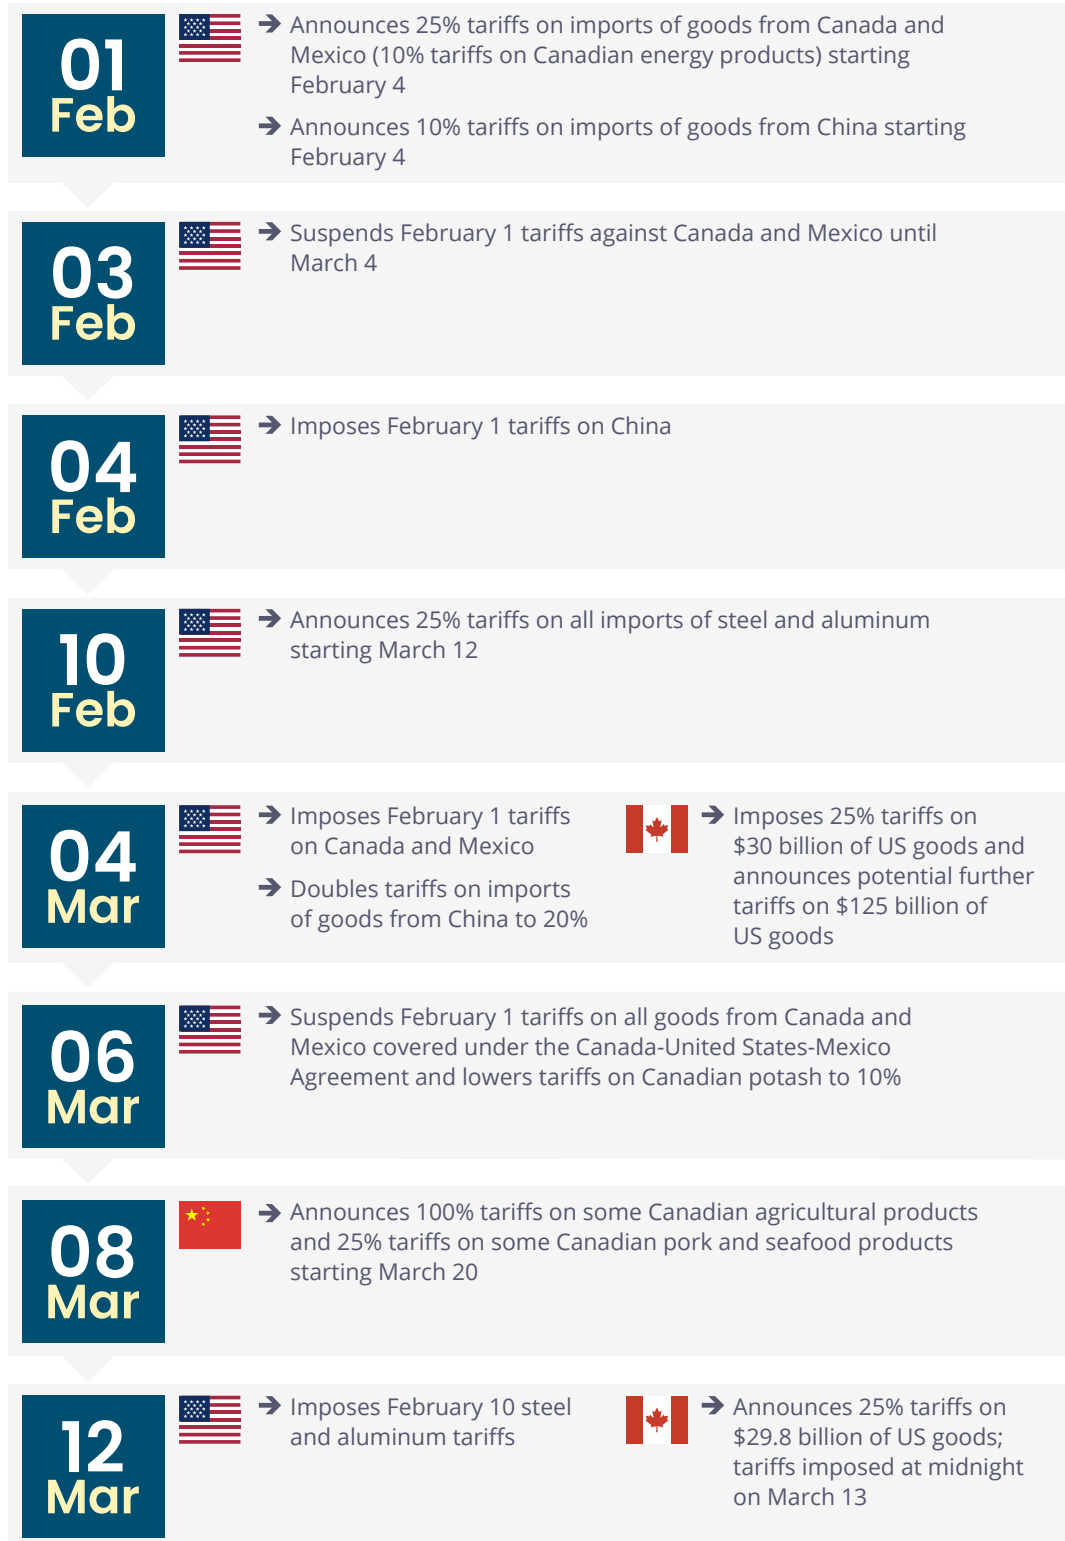 01
Feb
Announces 25% tariffs on imports of goods from Canada and
Mexico (10% tariffs on Canadian energy products) starting
February 4
Announces 10% tariffs on imports of goods from China starting
February 4
03
Feb
Suspends February 1 tariffs against Canada and Mexico until
March 4
04
Feb
Imposes February 1 tariffs on China
10
Feb
Announces 25% tariffs on all imports of steel and aluminum
starting March 12
04
Mar
Imposes February 1 tariffs
on Canada and Mexico
Doubles tariffs on imports
of goods from China to 20%
Imposes 25% tariffs on
$30 billion of US goods and
announces potential further
tariffs on $125 billion of
US goods
06
Mar
Suspends February 1 tariffs on all goods from Canada and
Mexico covered under the Canada-United States-Mexico
Agreement and lowers tariffs on Canadian potash to 10%
08
Mar
Announces 100% tariffs on some Canadian agricultural products
and 25% tariffs on some Canadian pork and seafood products
starting March 20
12
Mar
Imposes February 10 steel
and aluminum tariffs
Announces 25% tariffs on
$29.8 billion of US goods;
tariffs imposed at midnight
on March 13